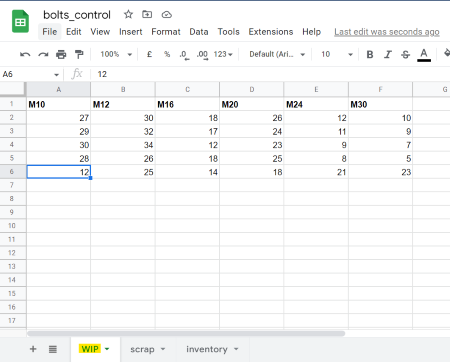 bolts_control
File Edit View Insert Format Data Tools Extensions Help Last edit was seconds ago
100% £ % .0 .00 123 Default (Ari... 10 B I S A
A6 fx 12
A B C D E F G
1 M10 M12 M16 M20 M24 M30
2 27 30 18 26 12 10
3 29 32 17 24 11 9
4 30 34 12 23 9 7
5 28 26 18 25 8 5
6 12 25 14 18 21 23
7
8
9
10
11
12
13
14
15
16
17
+ WIP scrap inventory